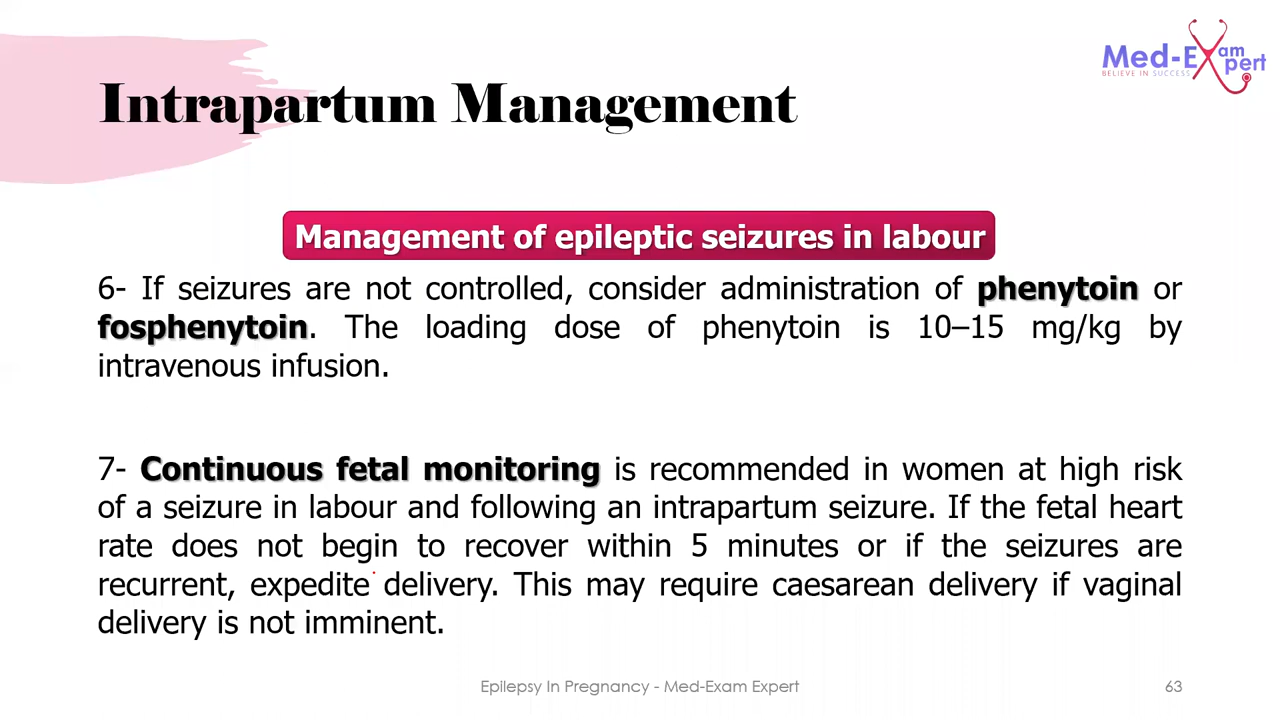 Med-Exam Expert
BELIEVE IN SUCCESS
Intrapartum Management
Management of epileptic seizures in labour
6- If seizures are not controlled, consider administration of phenytoin or
fosphenytoin. The loading dose of phenytoin is 10–15 mg/kg by
intravenous infusion.
7- Continuous fetal monitoring is recommended in women at high risk
of a seizure in labour and following an intrapartum seizure. If the fetal heart
rate does not begin to recover within 5 minutes or if the seizures are
recurrent, expedite delivery. This may require caesarean delivery if vaginal
delivery is not imminent.
Epilepsy In Pregnancy - Med-Exam Expert
63